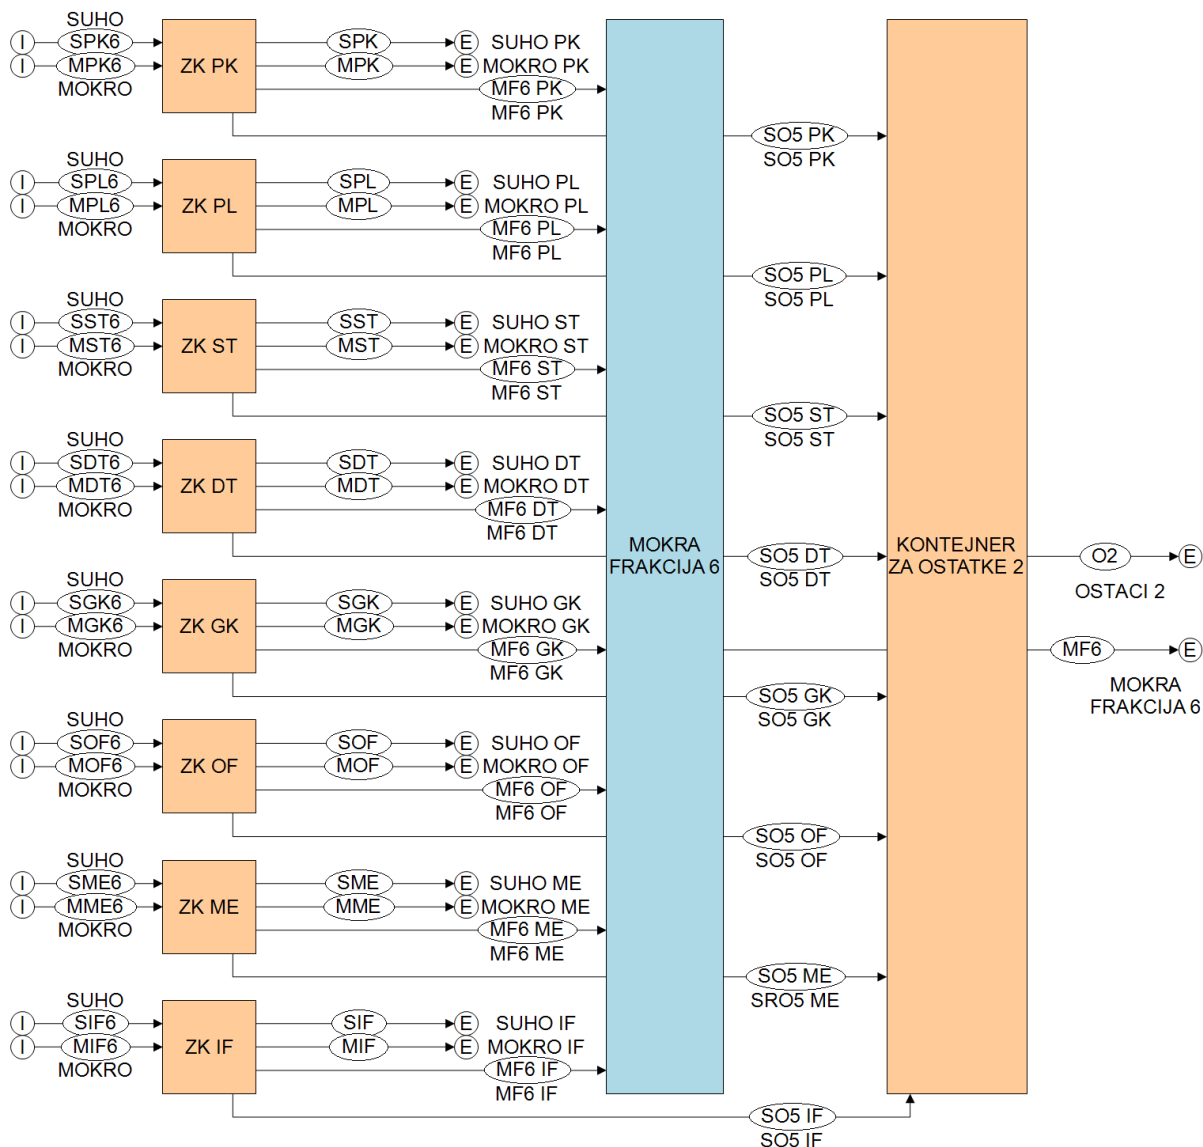 SUHO
I SPK6 SPK E SUHO PK
I MPK6 ZK PK MPK E MOKRO PK
MOKRO MF6 PK
MF6 PK
SO5 PK
SO5 PK
SUHO
I SPL6 SPL E SUHO PL
I MPL6 ZK PL MPL E MOKRO PL
MOKRO MF6 PL
MF6 PL
SO5 PL
SO5 PL
SUHO
I SST6 SST E SUHO ST
I MST6 ZK ST MST E MOKRO ST
MOKRO MF6 ST
MF6 ST
SO5 ST
SO5 ST
SUHO
I SDT6 SDT E SUHO DT
I MDT6 ZK DT MDT E MOKRO DT
MOKRO MF6 DT
MF6 DT
MOKRA
FRAKCIJA 6
SO5 DT
SO5 DT
KONTEJNER
ZA OSTATKE 2
O2 E
OSTACI 2
SUHO
I SGK6 SGK E SUHO GK
I MGK6 ZK GK MGK E MOKRO GK
MOKRO MF6 GK
MF6 GK
MF6 E
MOKRA
FRAKCIJA 6
SO5 GK
SO5 GK
SUHO
I SOF6 SOF E SUHO OF
I MOF6 ZK OF MOF E MOKRO OF
MOKRO MF6 OF
MF6 OF
SO5 OF
SO5 OF
SUHO
I SME6 SME E SUHO ME
I MME6 ZK ME MME E MOKRO ME
MOKRO MF6 ME
MF6 ME
SO5 ME
SRO5 ME
SUHO
I SIF6 SIF E SUHO IF
I MIF6 ZK IF MIF E MOKRO IF
MOKRO MF6 IF
MF6 IF
SO5 IF
SO5 IF